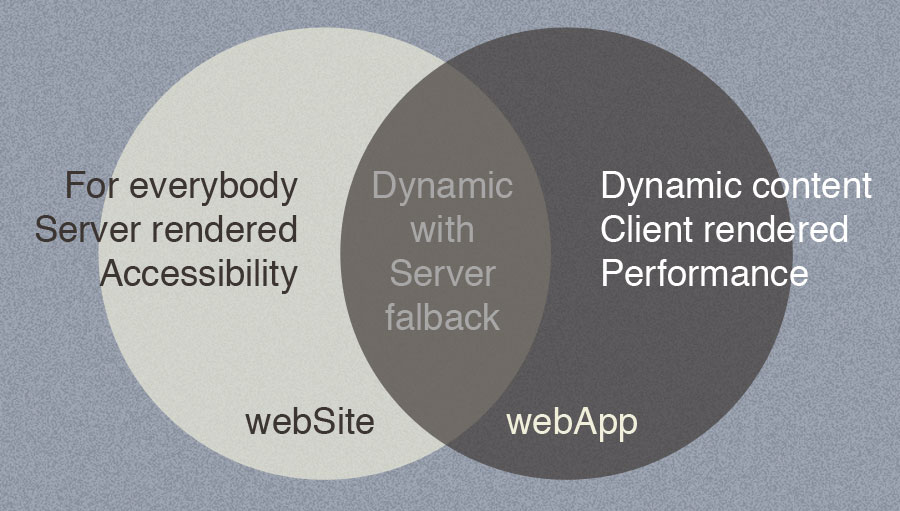 For everybody
Server rendered
Accessibility
Dynamic
with
Server
falback
Dynamic content
Client rendered
Performance
webSite
webApp